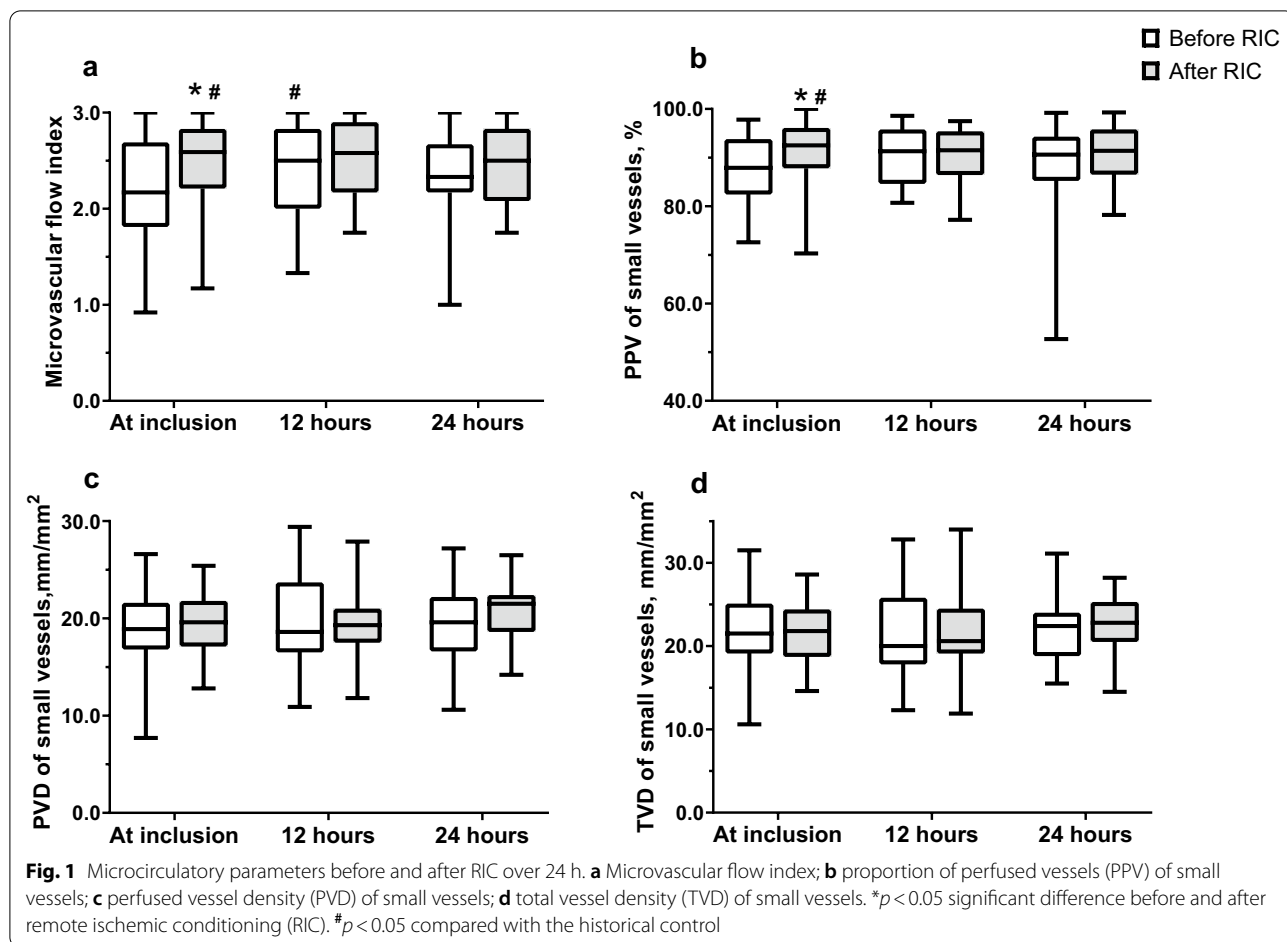 Before RIC
After RIC
a
* #
#
Microvascular flow index
3.0
2.0
1.0
0.0
At inclusion 12 hours 24 hours
b
* #
PPV of small vessels, %
100.0
80.0
60.0
40.0
At inclusion 12 hours 24 hours
c
PVD of small vessels,mm/mm²
30.0
20.0
10.0
0.0
At inclusion 12 hours 24 hours
d
TVD of small vessels, mm/mm²
30.0
20.0
10.0
0.0
At inclusion 12 hours 24 hours
Fig. 1 Microcirculatory parameters before and after RIC over 24 h. a Microvascular flow index; b proportion of perfused vessels (PPV) of small
vessels; c perfused vessel density (PVD) of small vessels; d total vessel density (TVD) of small vessels. *p < 0.05 significant difference before and after
remote ischemic conditioning (RIC). #p < 0.05 compared with the historical control